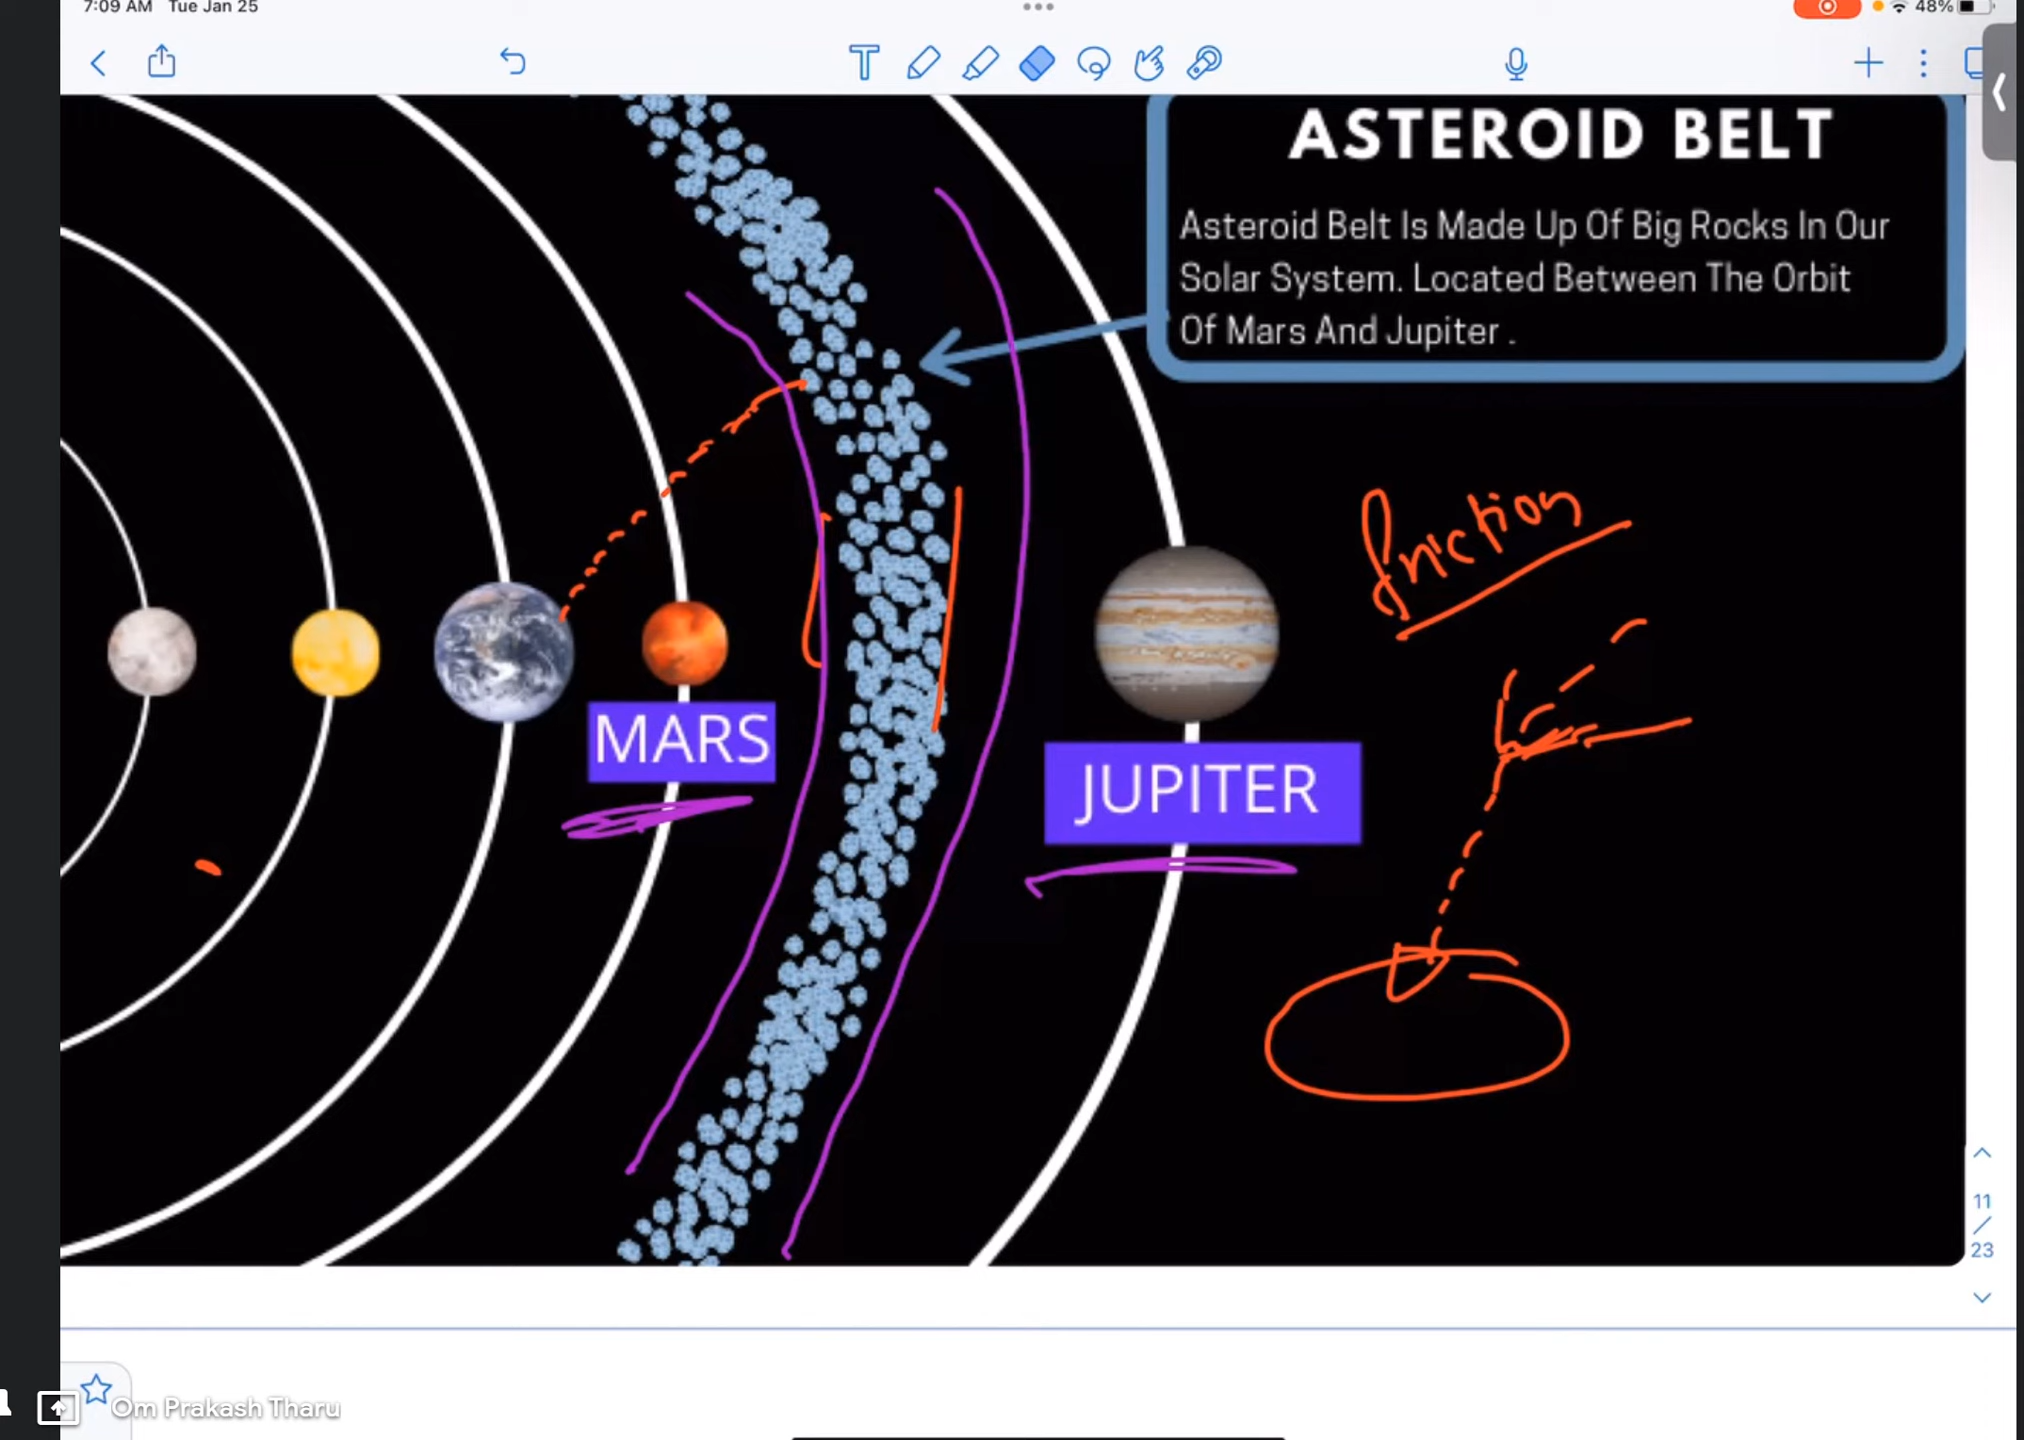 7:09 AM Tue Jan 25
48%
ASTEROID BELT
Asteroid Belt Is Made Up Of Big Rocks In Our
Solar System. Located Between The Orbit
Of Mars And Jupiter .
friction
MARS
JUPITER
11
/
23
Om Prakash Tharu